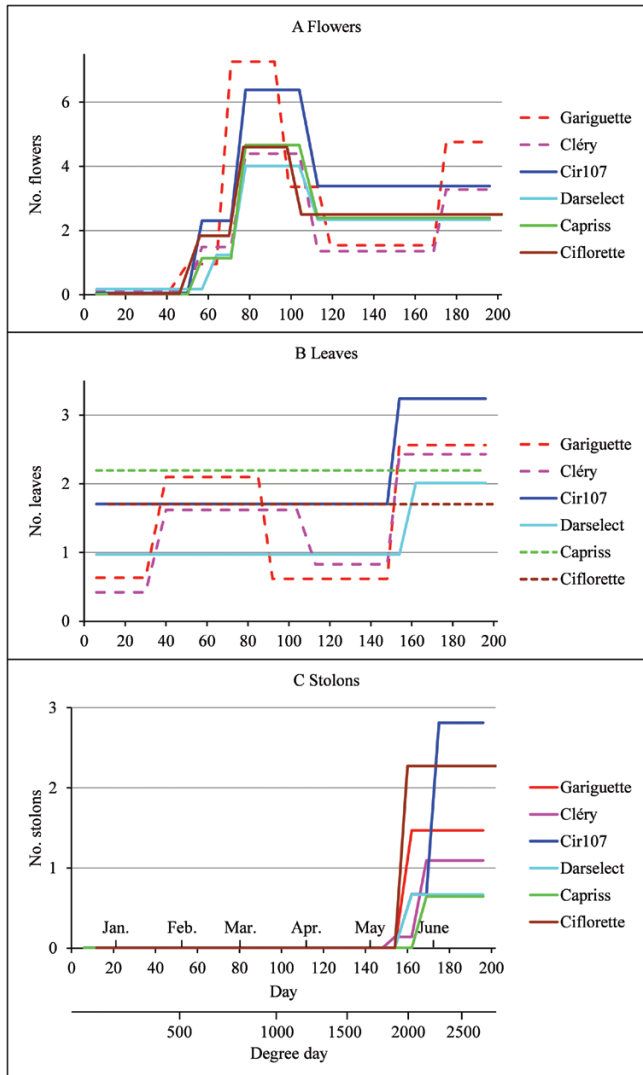 A Flowers
No. flowers
6
4
2
0
0 20 40 60 80 100 120 140 160 180 200
Gariguette
Cléry
Cir107
Darselect
Capriss
Ciflorette
B Leaves
No. leaves
3
2
1
0
0 20 40 60 80 100 120 140 160 180 200
Gariguette
Cléry
Cir107
Darselect
Capriss
Ciflorette
C Stolons
No. stolons
3
2
1
0
Jan. Feb. Mar. Apr. May June
0 20 40 60 80 100 120 140 160 180 200
Day
500 1000 1500 2000 2500
Degree day
Gariguette
Cléry
Cir107
Darselect
Capriss
Ciflorette